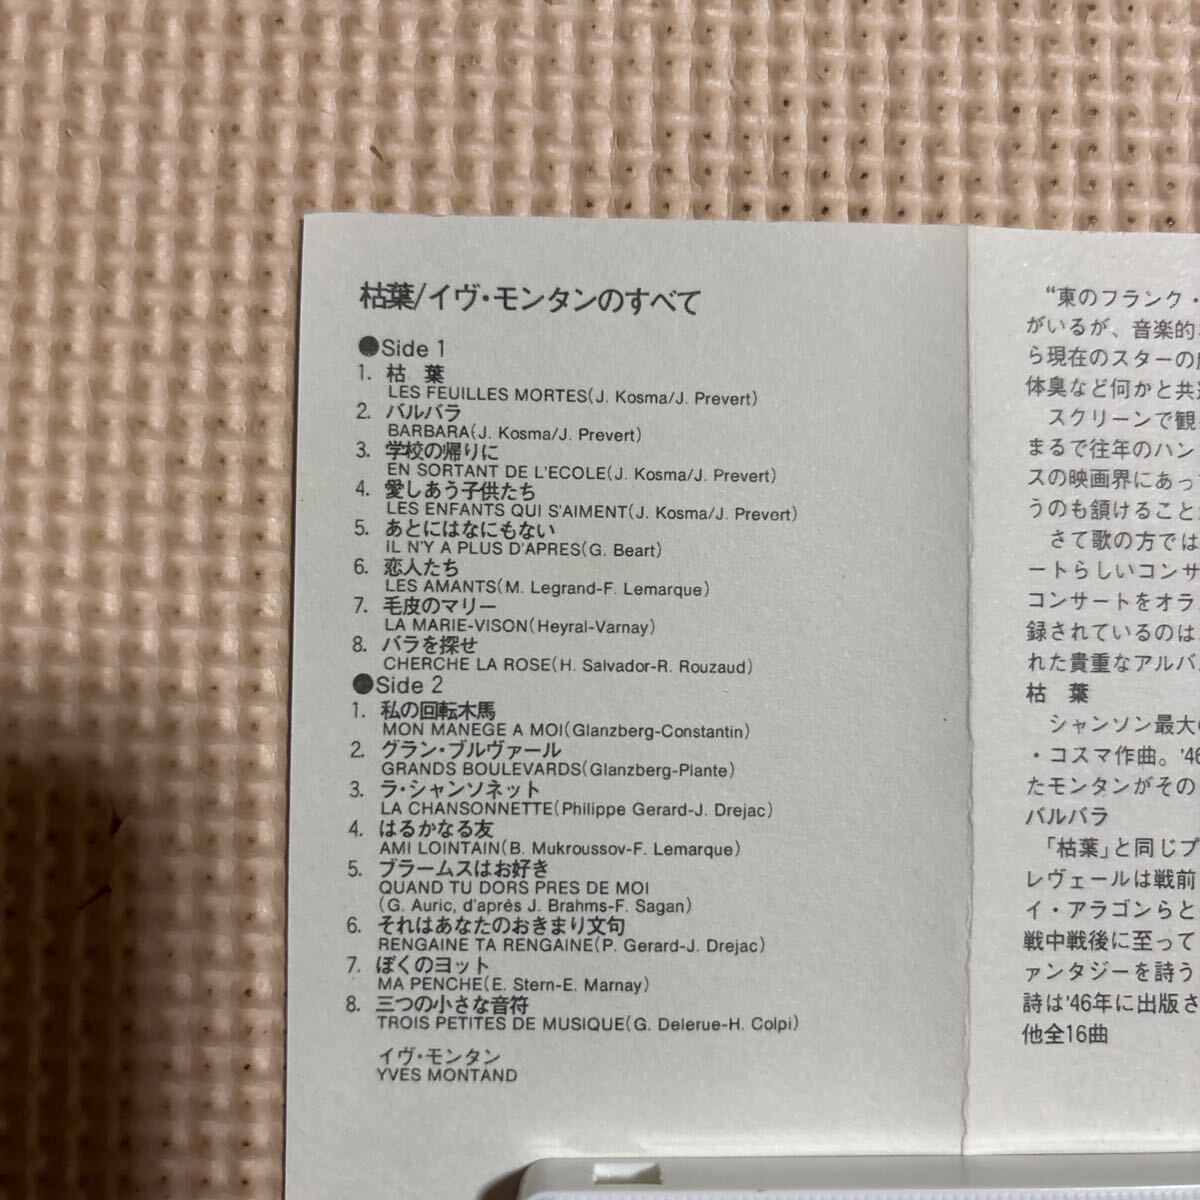 枯葉/イヴ・モンタンのすべて
●Side 1
1. 枯　葉
LES FEUILLES MORTES(J. Kosma/J. Prevert)
2. バルバラ
BARBARA(J. Kosma/J. Prevert)
3. 学校の帰りに
EN SORTANT DE L'ECOLE(J. Kosma/J. Prevert)
4. 愛しあう子供たち
LES ENFANTS QUI S'AIMENT(J. Kosma/J. Prevert)
5. あとにはなにもない
IL N'Y A PLUS D'APRES(G. Beart)
6. 恋人たち
LES AMANTS(M. Legrand-F. Lemarque)
7. 毛皮のマリー
LA MARIE-VISON(Heyral-Varnay)
8. バラを探せ
CHERCHE LA ROSE(H. Salvador-R. Rouzaud)
●Side 2
1. 私の回転木馬
MON MANEGE A MOI(Glanzberg-Constantin)
2. グラン・ブルヴァール
GRANDS BOULEVARDS(Glanzberg-Plante)
3. ラ・シャンソネット
LA CHANSONNETTE(Philippe Gerard-J. Drejac)
4. はるかなる友
AMI LOINTAIN(B. Mukroussov-F. Lemarque)
5. ブラームスはお好き
QUAND TU DORS PRES DE MOI
(G. Auric, d'aprés J. Brahms-F. Sagan)
6. それはあなたのおきまり文句
RENGAINE TA RENGAINE(P. Gerard-J. Drejac)
7. ぼくのヨット
MA PENCHE(E. Stern-E. Marnay)
8. 三つの小さな音符
TROIS PETITES DE MUSIQUE(G. Delerue-H. Colpi)
イヴ・モンタン
YVES MONTAND
“東のフランク・
がいるが、音楽的
ら現在のスターの
体臭など何かと共
スクリーンで観
まるで往年のハン
スの映画界にあっ
うのも頷けること
さて歌の方では
ートらしいコンサ
コンサートをオラ
録されているのは
れた貴重なアルバ
枯　葉
シャンソン最大
・コスマ作曲。'46
たモンタンがその
バルバラ
「枯葉」と同じプ
レヴェールは戦前
イ・アラゴンらと
戦中戦後に至って
ァンタジーを詩う
詩は'46年に出版さ
他全16曲